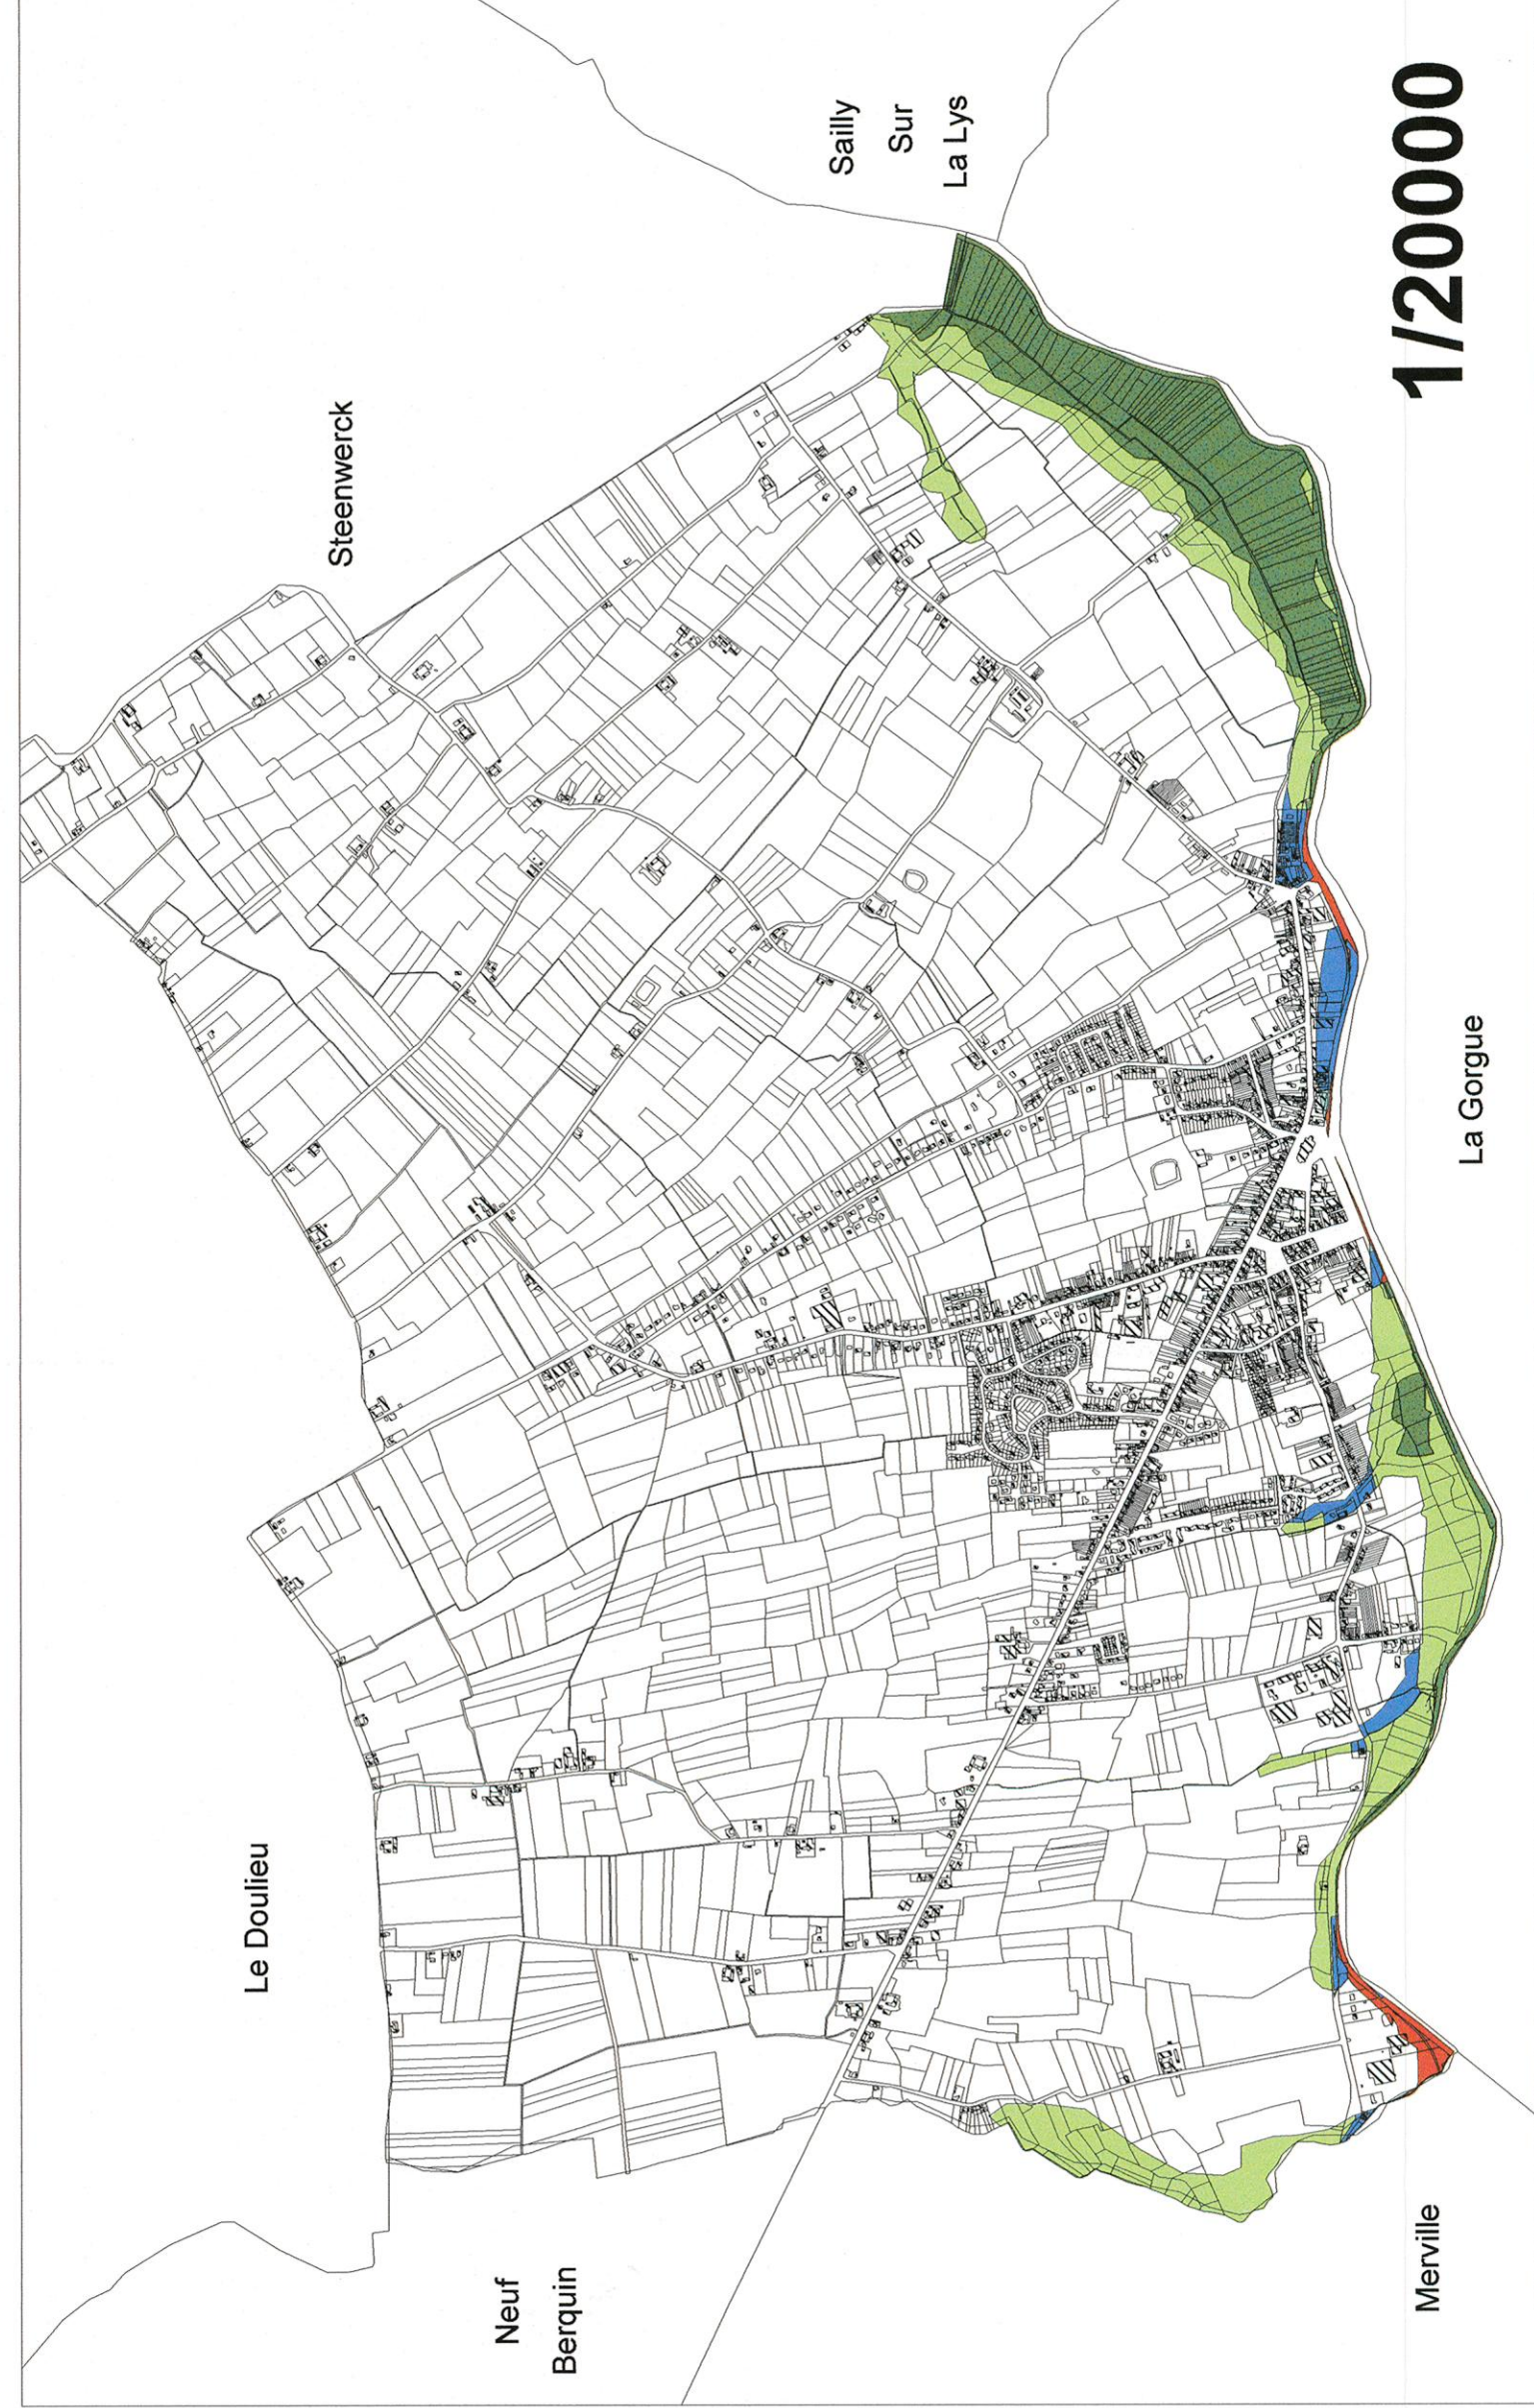 Le Doulieu
Steenwerck
Neuf
Berquin
Sailly
Sur
La Lys
Merville
La Gorgue
1/20000